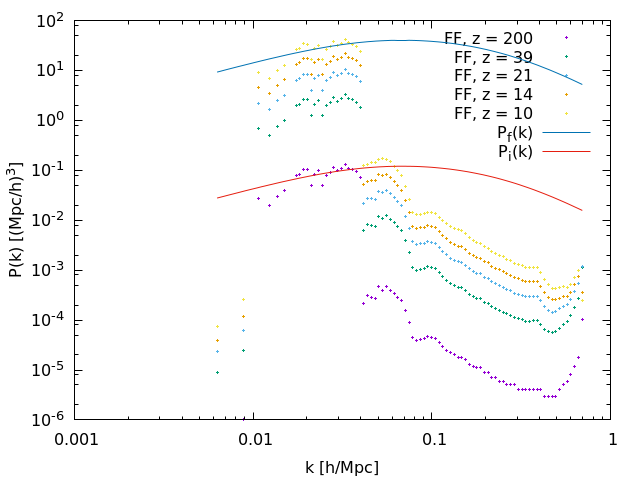 10^2
10^1
10^0
10^-1
10^-2
10^-3
10^-4
10^-5
10^-6
P(k) [(Mpc/h)^3]
FF, z = 200
FF, z = 39
FF, z = 21
FF, z = 14
FF, z = 10
P_f(k)
P_i(k)
0.001
0.01
0.1
1
k [h/Mpc]